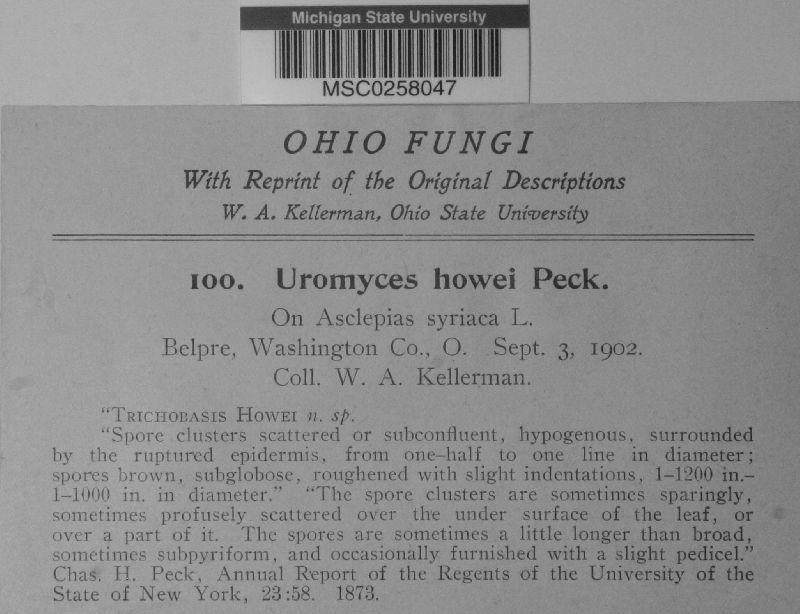 Michigan State University
MSC0258047
OHIO FUNGI
With Reprint of the Original Descriptions
W. A. Kellerman, Ohio State University
100. Uromyces howei Peck.
On Asclepias syriaca L.
Belpre, Washington Co., O. Sept. 3, 1902.
Coll. W. A. Kellerman.
"TRICHOBASIS HOWEI n. sp.
"Spore clusters scattered or subconfluent, hypogenous, surrounded
by the ruptured epidermis, from one-half to one line in diameter;
spores brown, subglobose, roughened with slight indentations, 1-1200 in.–
1-1000 in. in diameter." "The spore clusters are sometimes sparingly,
sometimes profusely scattered over the under surface of the leaf, or
over a part of it. The spores are sometimes a little longer than broad,
sometimes subpyriform, and occasionally furnished with a slight pedicel."
Chas. H. Peck, Annual Report of the Regents of the University of the
State of New York, 23:58. 1873.